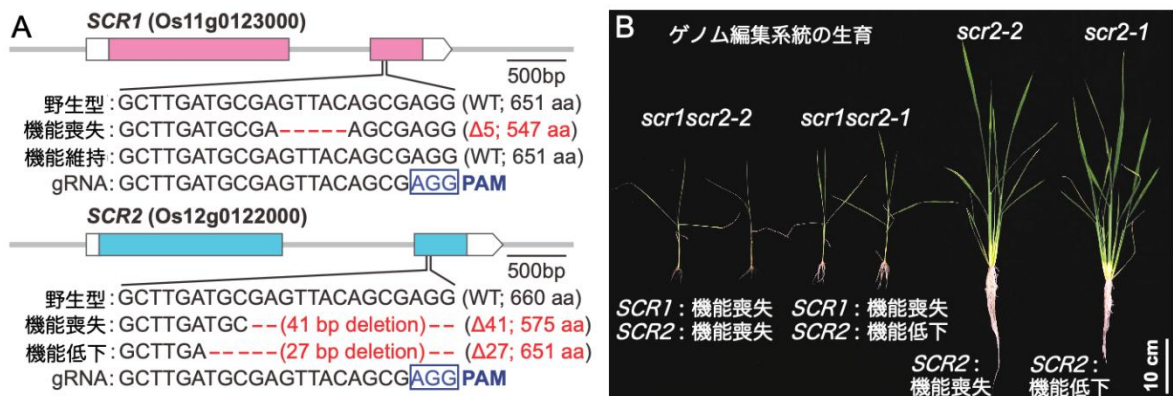 A
SCR1 (Os11g0123000)
500bp
野生型:GCTTGATGCGAGTTACAGCGAGG (WT; 651 aa)
機能喪失:GCTTGATGCGA-----AGCGAGG (Δ5; 547 aa)
機能維持:GCTTGATGCGAGTTACAGCGAGG (WT; 651 aa)
gRNA:GCTTGATGCGAGTTACAGCGAGG PAM
SCR2 (Os12g0122000)
500bp
野生型:GCTTGATGCGAGTTACAGCGAGG (WT; 660 aa)
機能喪失:GCTTGATGC--(41 bp deletion)-- (Δ41; 575 aa)
機能低下:GCTTGA-----(27 bp deletion)-- (Δ27; 651 aa)
gRNA:GCTTGATGCGAGTTACAGCGAGG PAM
B
ゲノム編集系統の生育
scr2-2
scr2-1
scr1scr2-2
scr1scr2-1
SCR1:機能喪失
SCR2:機能喪失
SCR1:機能喪失
SCR2:機能低下
SCR2:
機能喪失
SCR2:
機能低下
10 cm